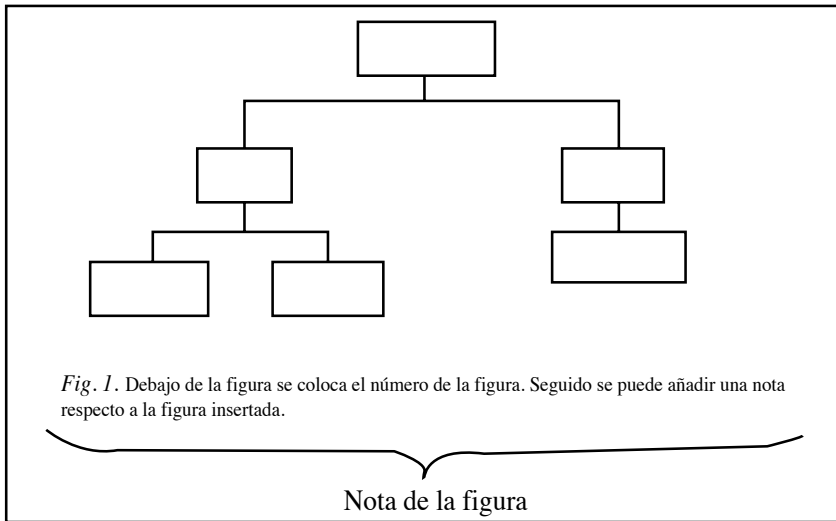 Fig. 1. Debajo de la figura se coloca el número de la figura. Seguido se puede añadir una nota
respecto a la figura insertada.
Nota de la figura